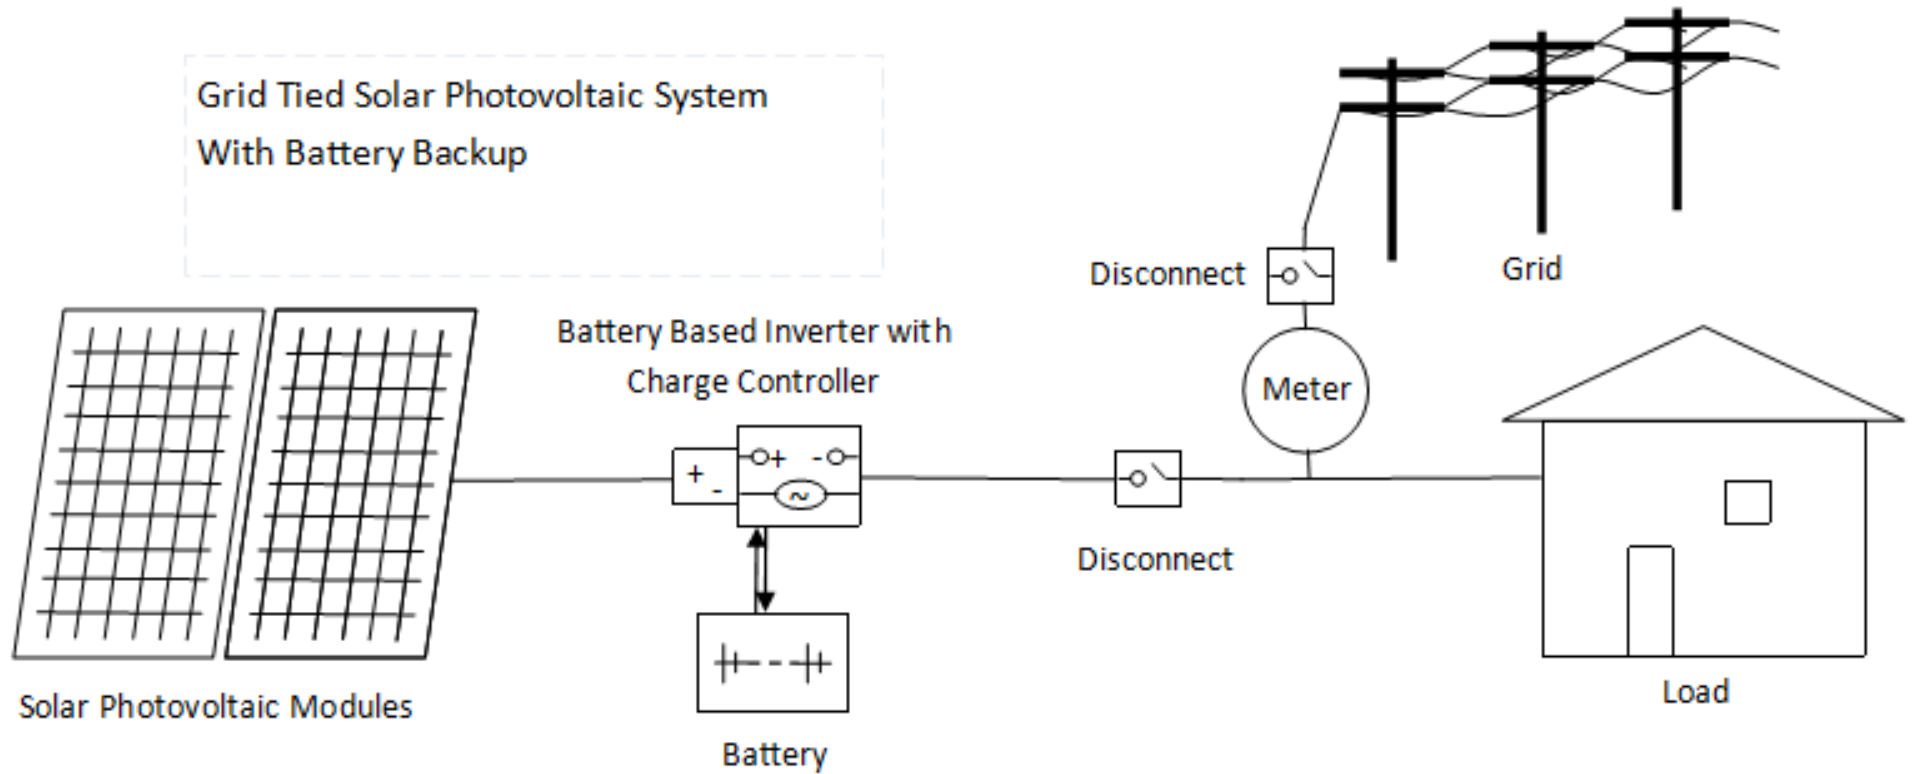 Grid Tied Solar Photovoltaic System
With Battery Backup
Disconnect
Grid
Battery Based Inverter with
Charge Controller
Meter
+ -
+ -
~
Disconnect
Load
Solar Photovoltaic Modules
Battery